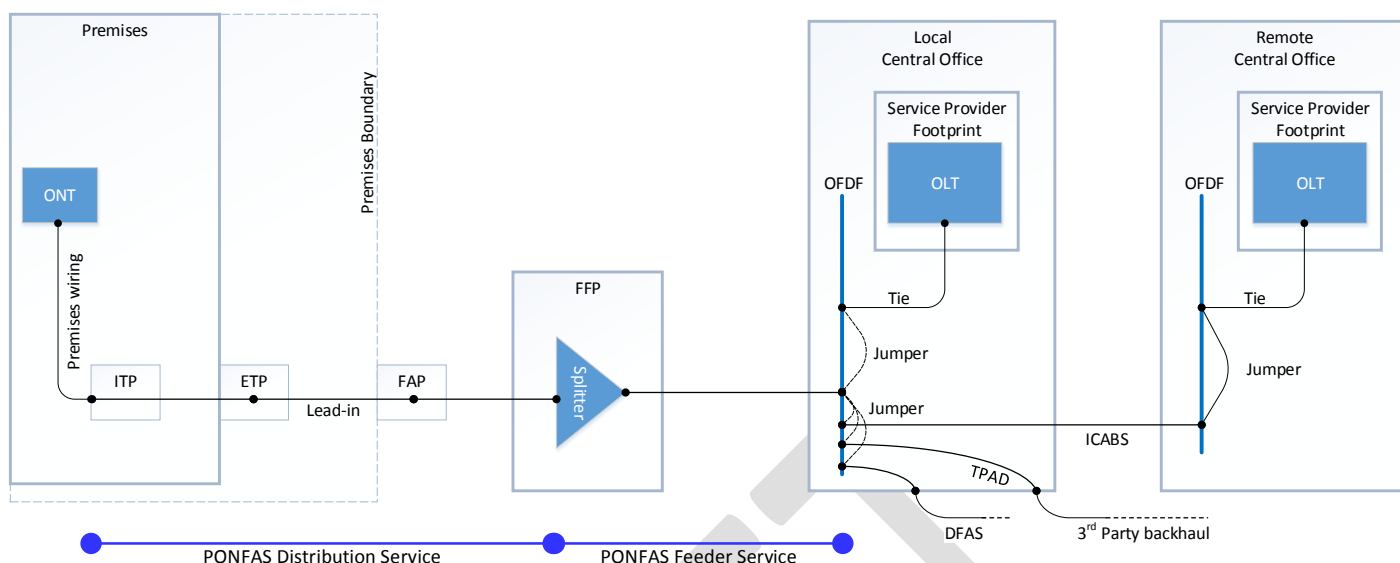 Premises
Premises Boundary
ONT
Premises wiring
ITP
ETP
Lead-in
FAP
FFP
Splitter
Local
Central Office
Service Provider
Footprint
OLT
OFDF
Tie
Jumper
Jumper
ICABS
TPAD
DFAS
3rd Party backhaul
Remote
Central Office
Service Provider
Footprint
OLT
OFDF
Tie
Jumper
PONFAS Distribution Service
PONFAS Feeder Service